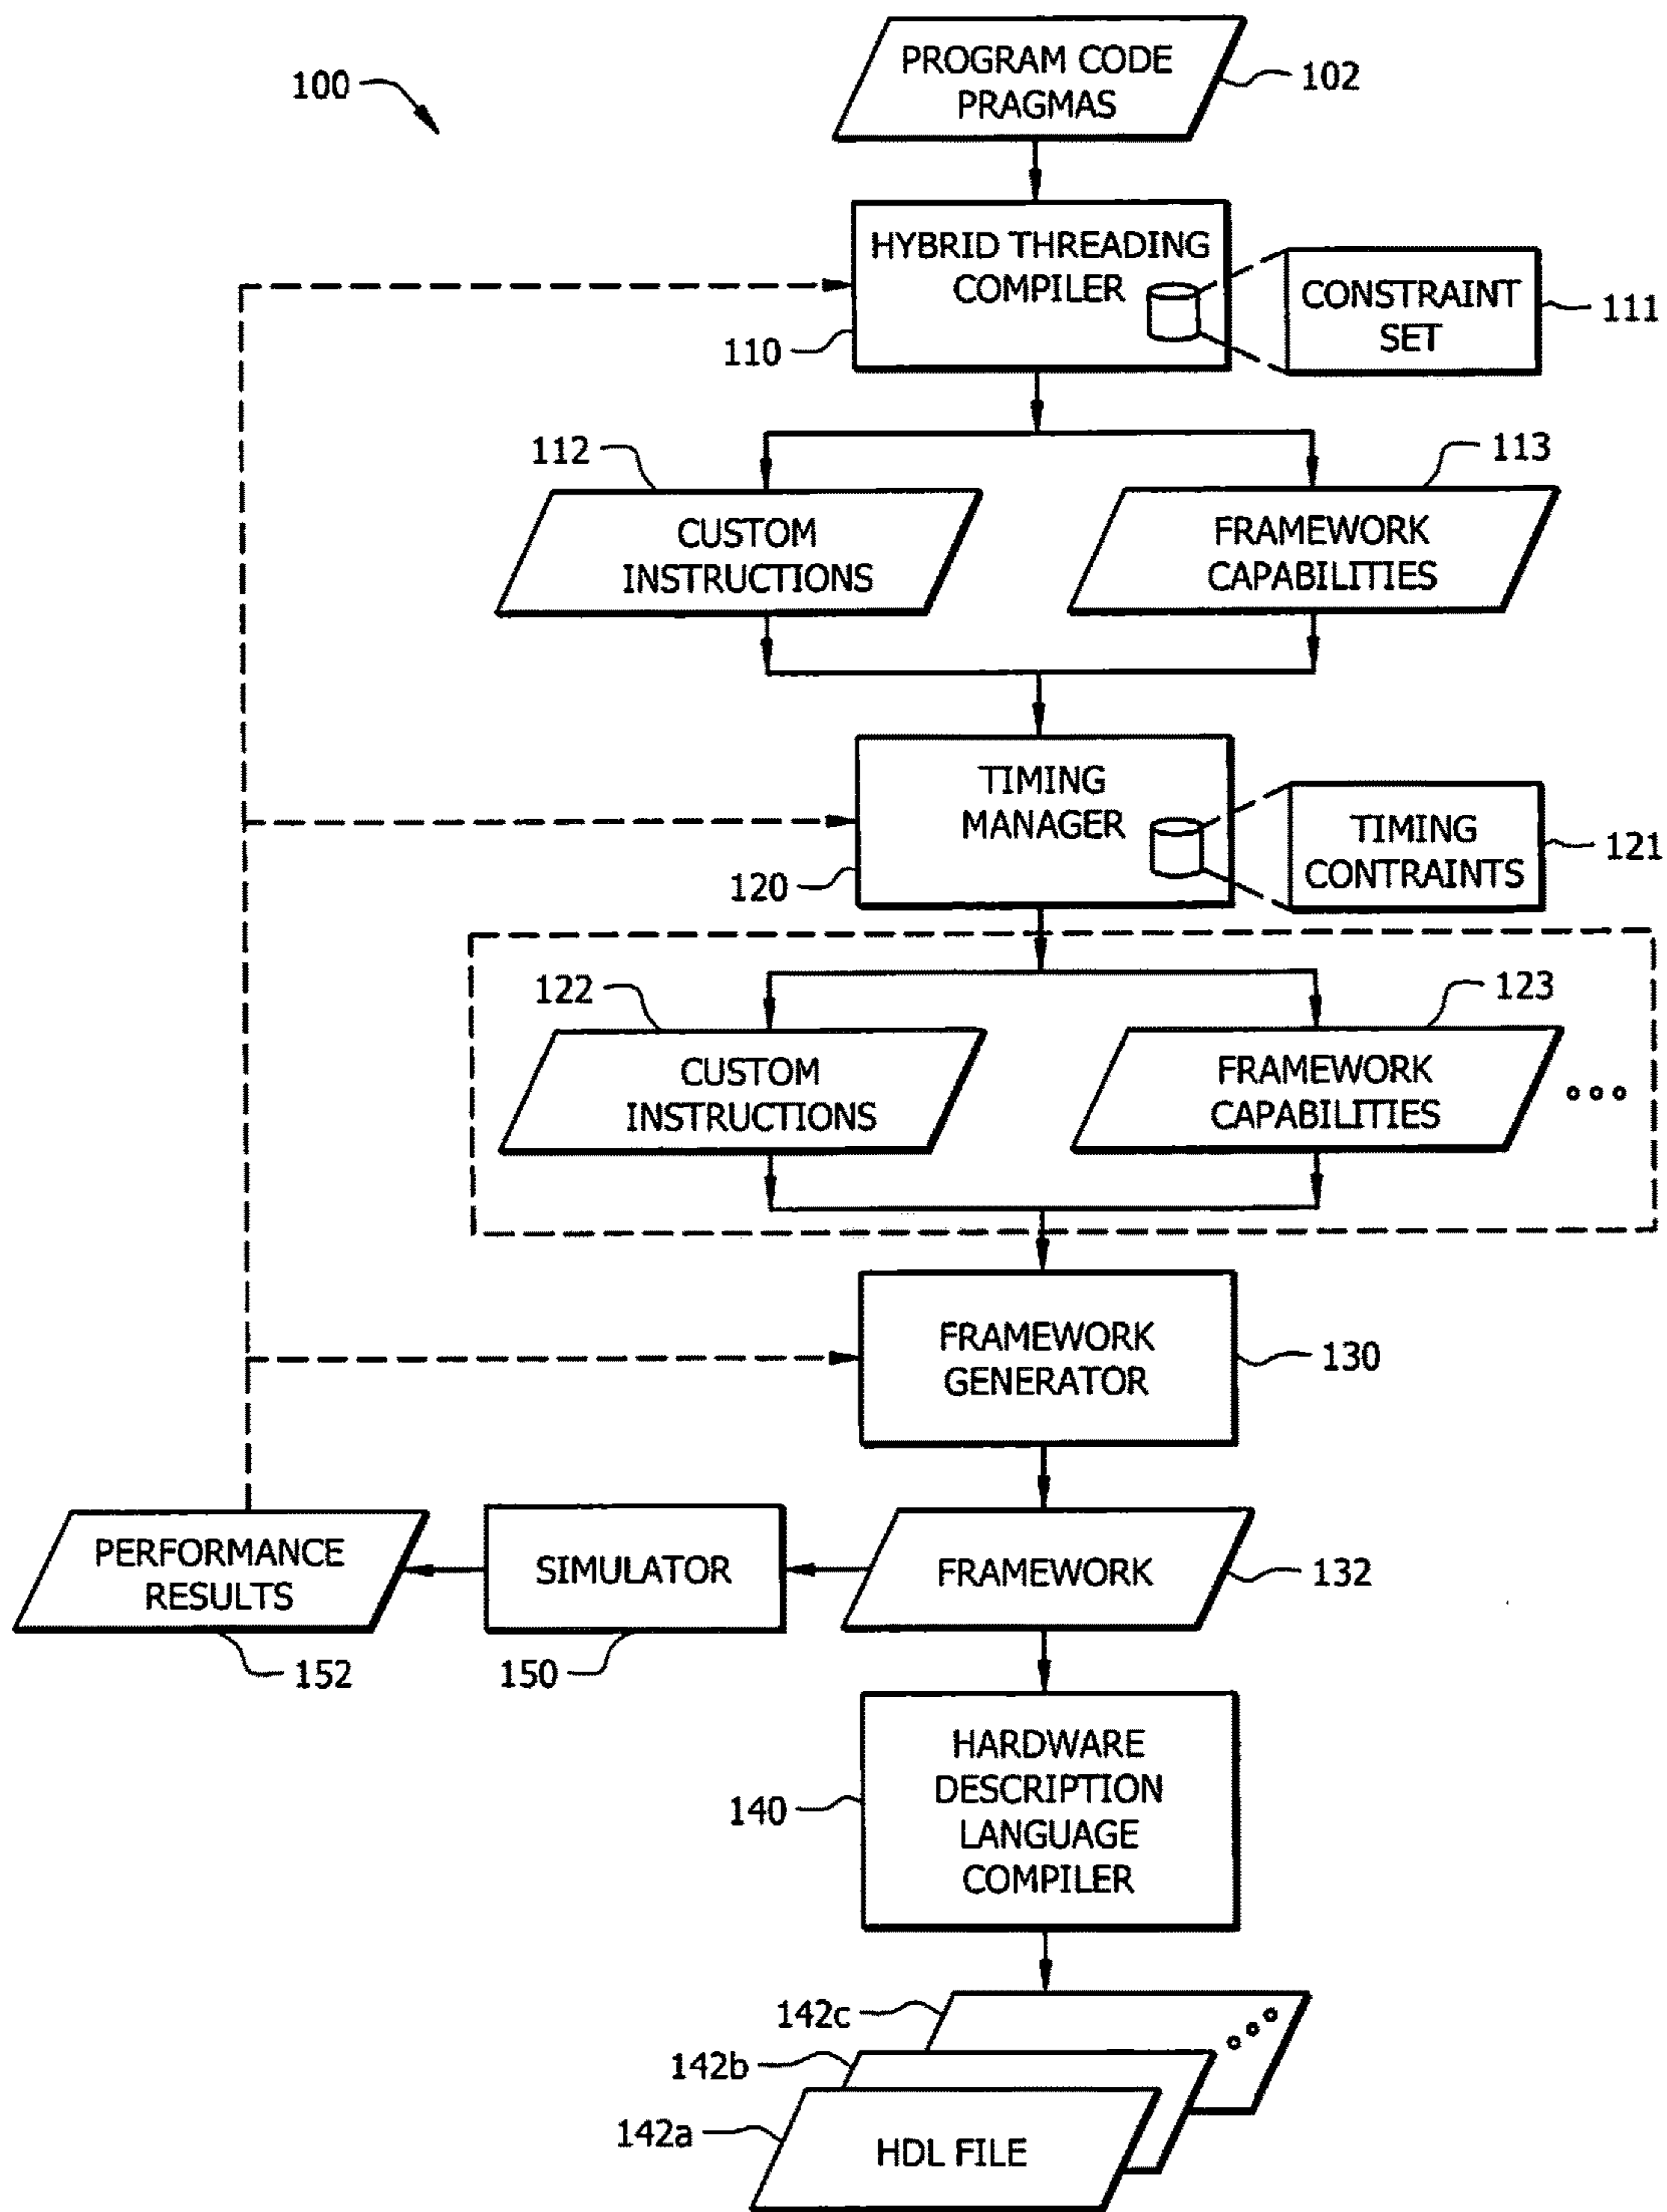 100
PROGRAM CODE
PRAGMAS
102
HYBRID THREADING
COMPILER
110
CONSTRAINT
SET
111
112
CUSTOM
INSTRUCTIONS
113
FRAMEWORK
CAPABILITIES
TIMING
MANAGER
120
TIMING
CONTRAINTS
121
122
CUSTOM
INSTRUCTIONS
123
FRAMEWORK
CAPABILITIES
FRAMEWORK
GENERATOR
130
PERFORMANCE
RESULTS
152
SIMULATOR
150
FRAMEWORK
132
HARDWARE
DESCRIPTION
LANGUAGE
COMPILER
140
142c
142b
142a
HDL FILE